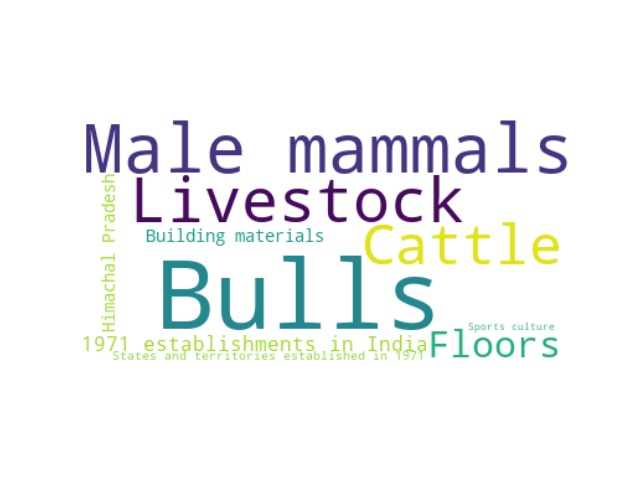 Male mammals
Livestock
Himachal Pradesh
Building materials
Cattle
Bulls
Sports culture
1971 establishments in India
Floors
States and territories established in 1971